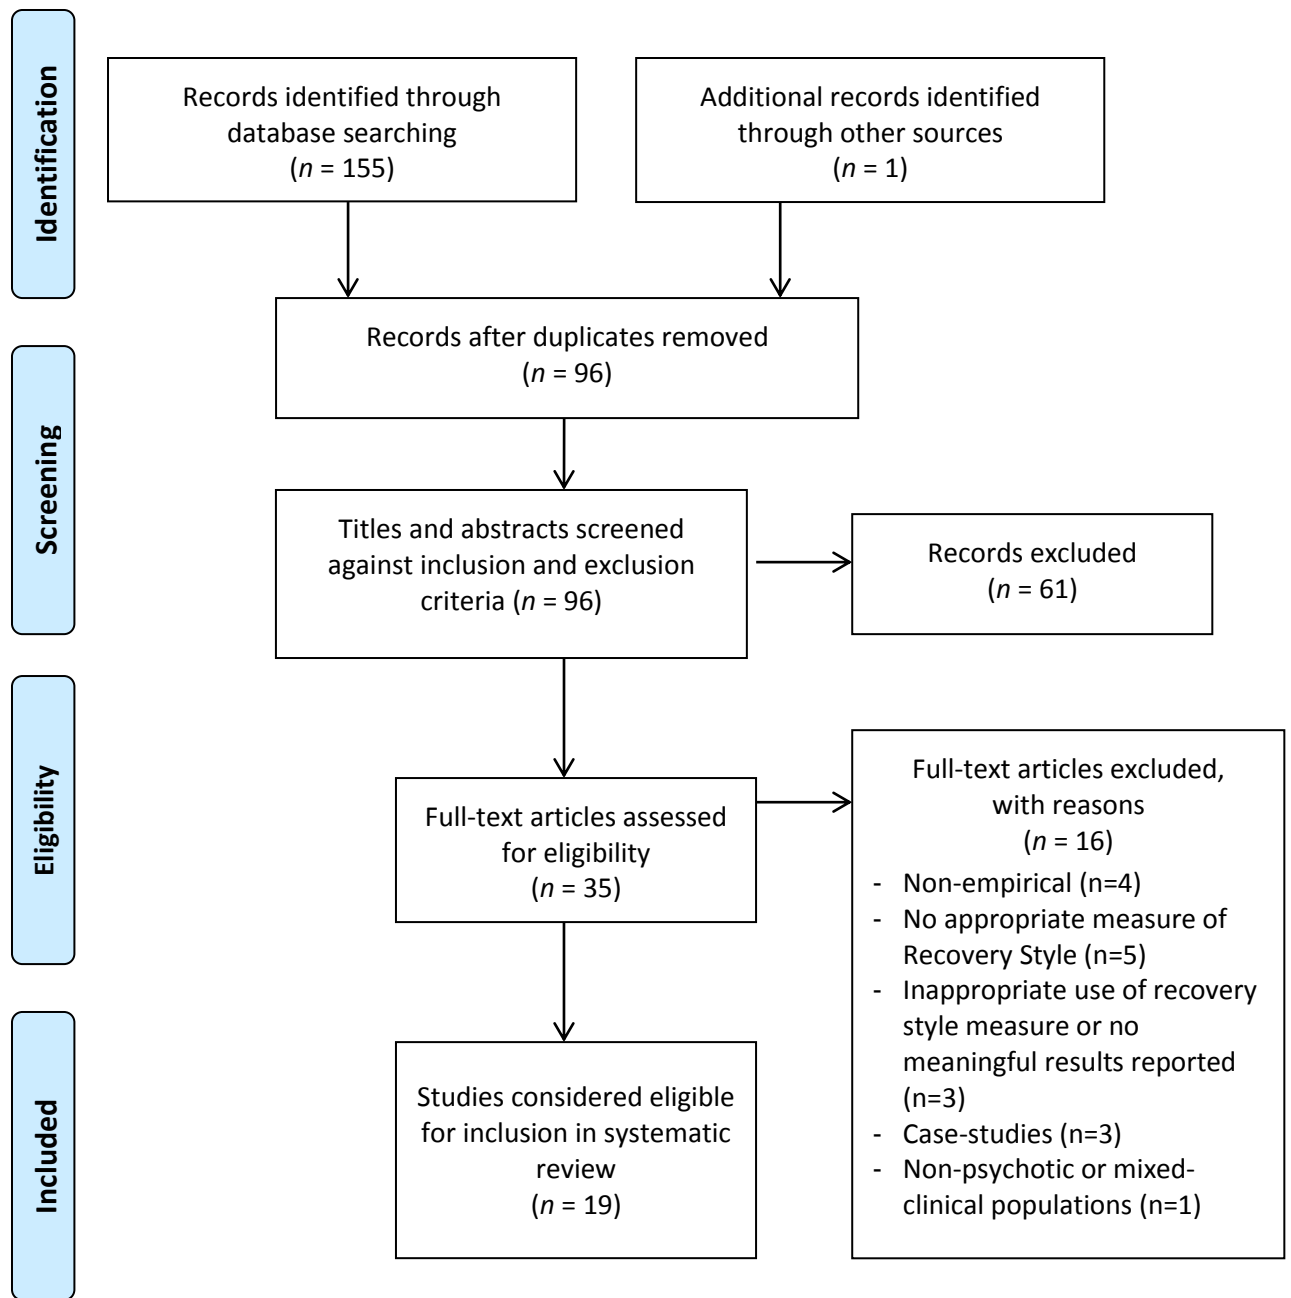 Identification
Records identified through
database searching
(n = 155)
Additional records identified
through other sources
(n = 1)
Records after duplicates removed
(n = 96)
Screening
Titles and abstracts screened
against inclusion and exclusion
criteria (n = 96)
Records excluded
(n = 61)
Eligibility
Full-text articles assessed
for eligibility
(n = 35)
Full-text articles excluded,
with reasons
(n = 16)
- Non-empirical (n=4)
- No appropriate measure of
Recovery Style (n=5)
- Inappropriate use of recovery
style measure or no
meaningful results reported
(n=3)
- Case-studies (n=3)
- Non-psychotic or mixed-
clinical populations (n=1)
Included
Studies considered eligible
for inclusion in systematic
review
(n = 19)